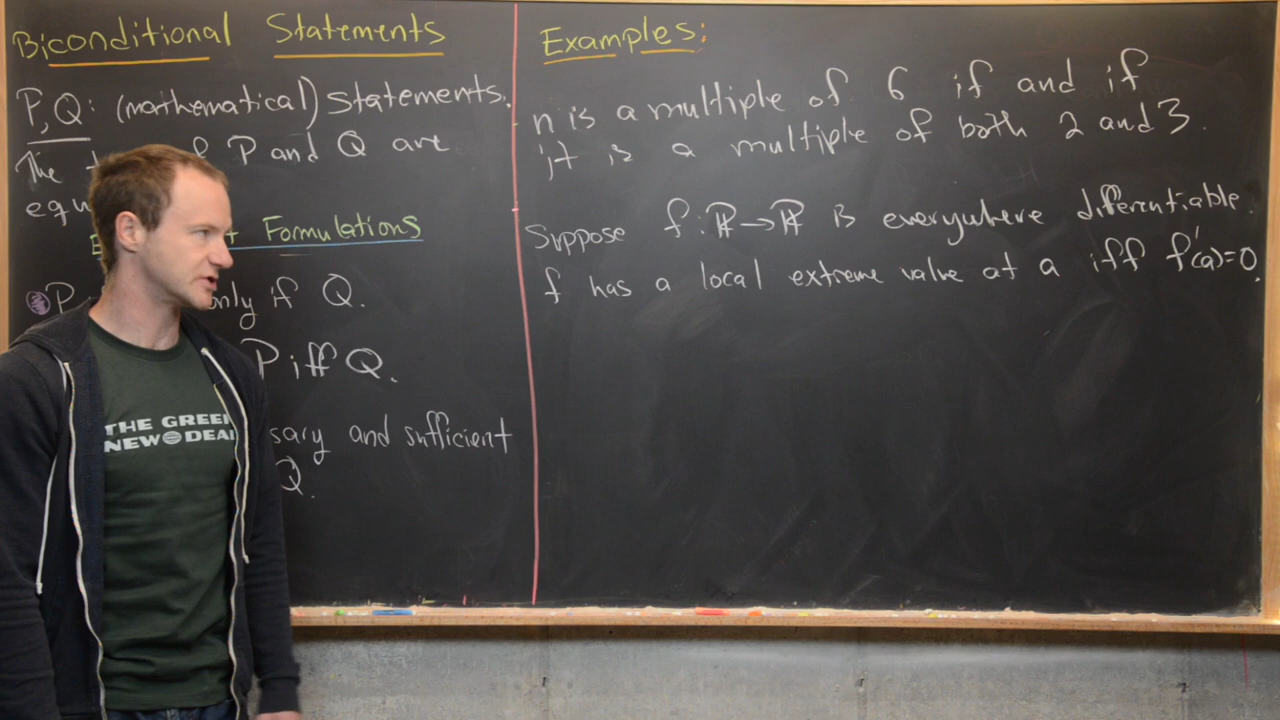 Biconditional Statements
P,Q: (mathematical) statements.
The P and Q are
Formulations
only if Q.
P iff Q.
and sufficient
Q.
Examples:
n is a multiple of 6 if and if
it is a multiple of both 2 and 3.
Suppose f: ℝ→ℝ is everywhere differentiable.
f has a local extreme value at a iff f'(a)=0.
THE GREEN
NEW DEAL